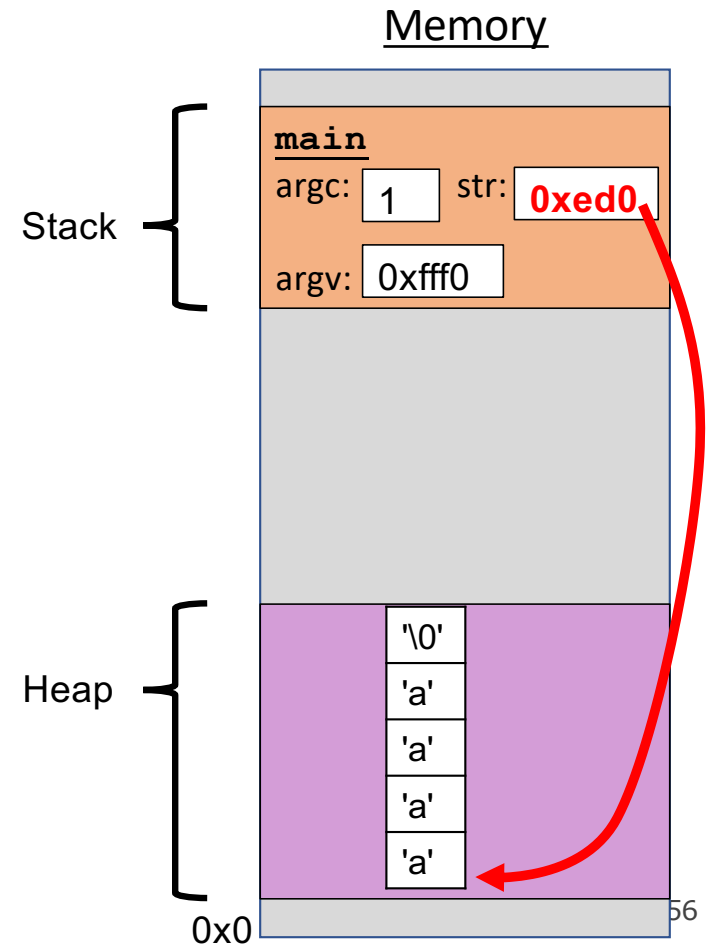 Memory
main
argc: 1 str: 0xed0
Stack
argv: 0xfff0
'\0'
'a'
Heap
'a'
'a'
'a'
56
0x0